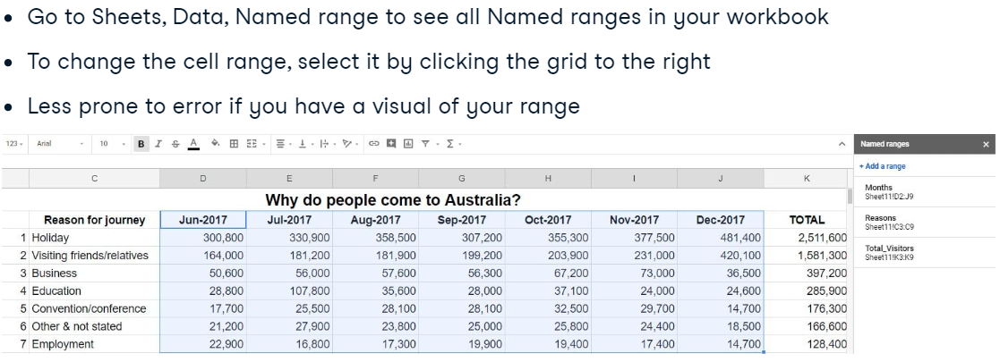 • Go to Sheets, Data, Named range to see all Named ranges in your workbook
• To change the cell range, select it by clicking the grid to the right
• Less prone to error if you have a visual of your range
123 Arial 10 B I S A Σ Named ranges ×
+ Add a range
C D E F G H I J K
Months
Sheet11!D2:J9
Why do people come to Australia?
Reason for journey Jun-2017 Jul-2017 Aug-2017 Sep-2017 Oct-2017 Nov-2017 Dec-2017 TOTAL
Reasons
Sheet11!C3:C9
1 Holiday 300,800 330,900 358,500 307,200 355,300 377,500 481,400 2,511,600
Total_Visitors
Sheet11!K3:K9
2 Visiting friends/relatives 164,000 181,200 181,900 199,200 203,900 231,000 420,100 1,581,300
3 Business 50,600 56,000 57,600 56,300 67,200 73,000 36,500 397,200
4 Education 28,800 107,800 35,600 28,000 37,100 24,000 24,600 285,900
5 Convention/conference 17,700 25,500 28,100 28,100 32,500 29,700 14,700 176,300
6 Other & not stated 21,200 27,900 23,800 25,000 25,800 24,400 18,500 166,600
7 Employment 22,900 16,800 17,300 19,900 19,400 17,400 14,700 128,400